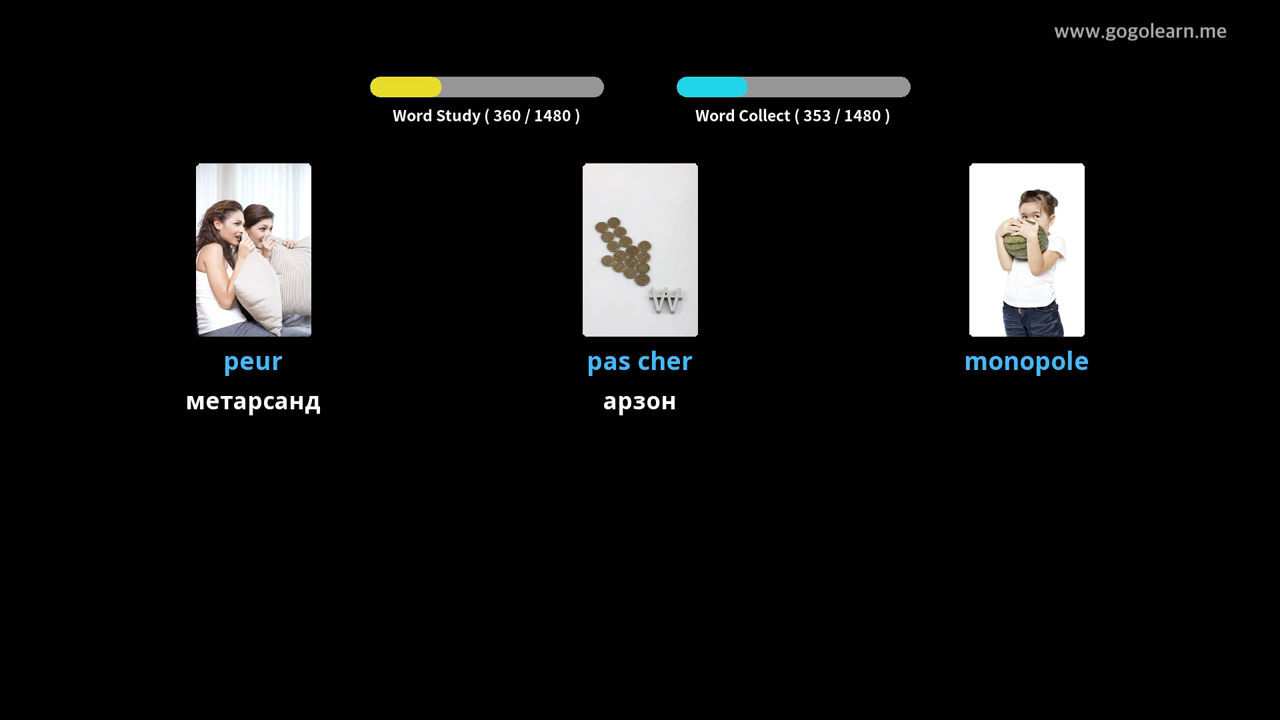 www.gogolearn.me
Word Study ( 360 / 1480 )
Word Collect ( 353 / 1480 )
peur
pas cher
monopole
метарсанд
арзон